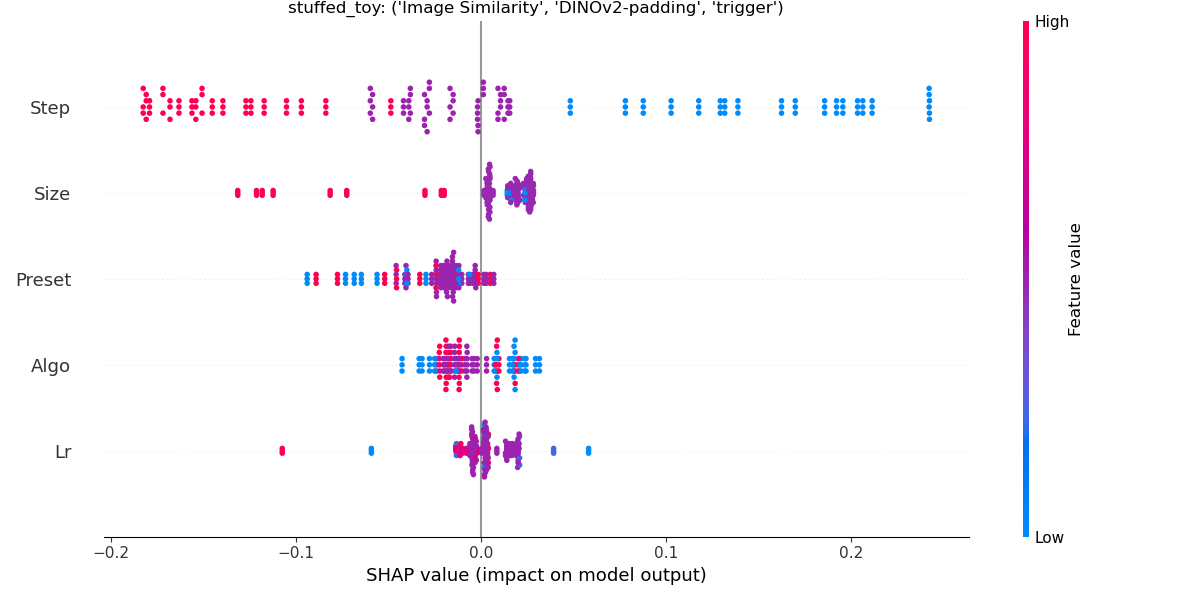 stuffed_toy: ('Image Similarity', 'DINOv2-padding', 'trigger')
High
Step
Size
Preset
Algo
Lr
Feature value
Low
−0.2
−0.1
0.0
0.1
0.2
SHAP value (impact on model output)